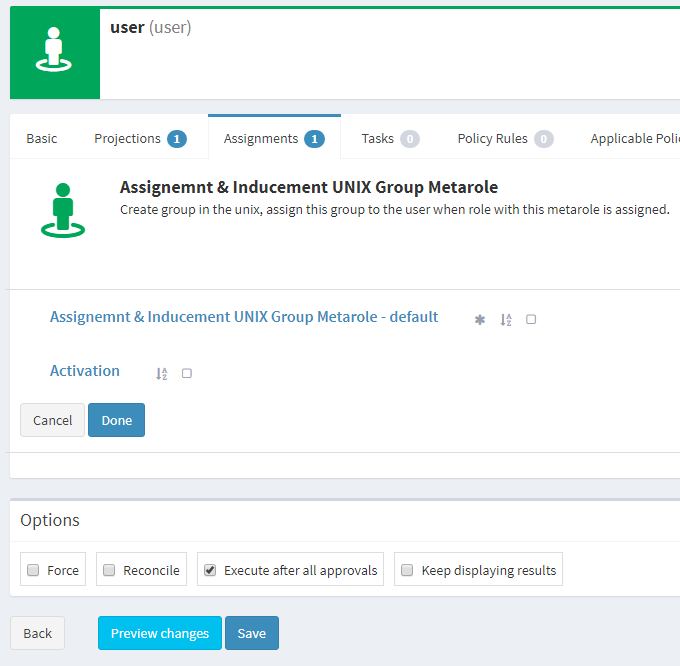 user (user)
Basic Projections 1 Assignments 1 Tasks 0 Policy Rules 0 Applicable
Assignemnt & Inducement UNIX Group Metarole
Create group in the unix, assign this group to the user when role with this metarole is assigned.
Assignemnt & Inducement UNIX Group Metarole - default
Activation
Cancel Done
Options
Force Reconcile Execute after all approvals Keep displaying results
Back Preview changes Save